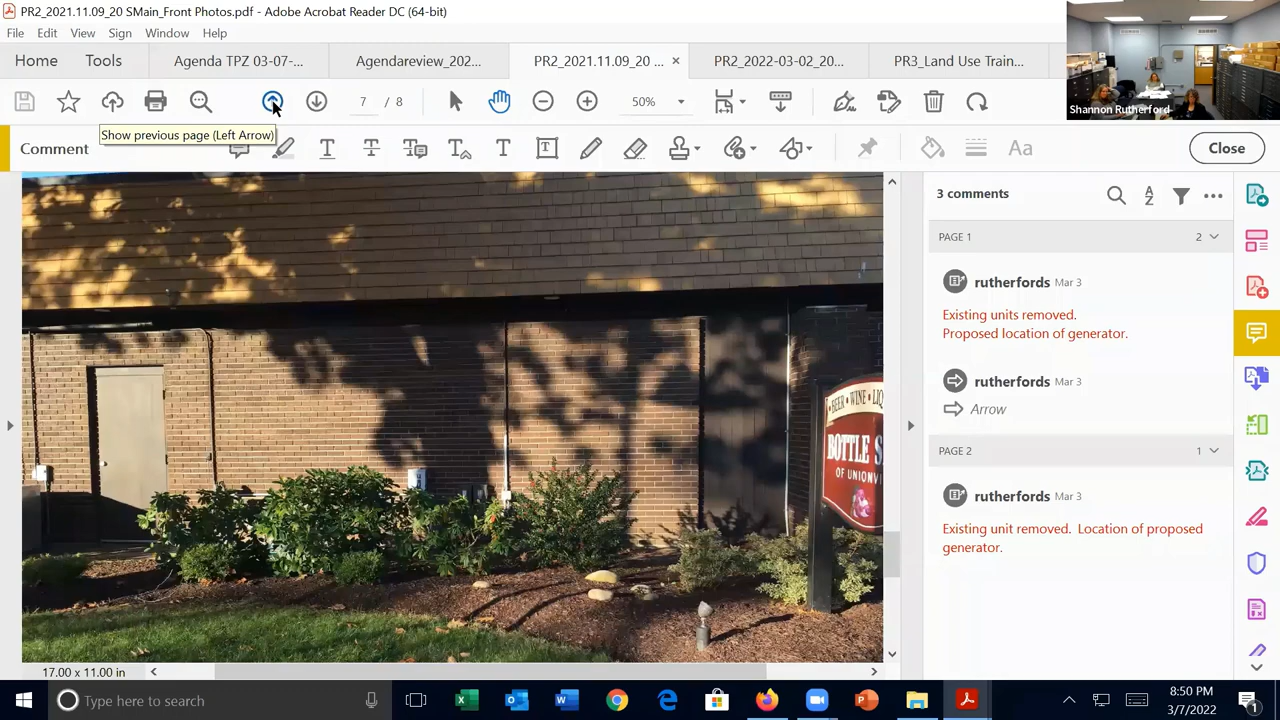 PR2_2021.11.09_20 SMain_Front Photos.pdf - Adobe Acrobat Reader DC (64-bit)
File Edit View Sign Window Help
Home Tools Agenda TPZ 03-07-... Agendareview_202... PR2_2021.11.09_20 ... × PR2_2022-03-02_20... PR3_Land Use Train...
Shannon Rutherford
7 / 8 50%
Show previous page (Left Arrow)
Comment Aa Close
3 comments
PAGE 1 2
rutherfords Mar 3
Existing units removed.
Proposed location of generator.
rutherfords Mar 3
Arrow
PAGE 2 1
rutherfords Mar 3
Existing unit removed. Location of proposed
generator.
BEER • WINE • LIQ
BOTTLE S
OF UNIONVI
17.00 x 11.00 in
Type here to search
8:50 PM
3/7/2022
1